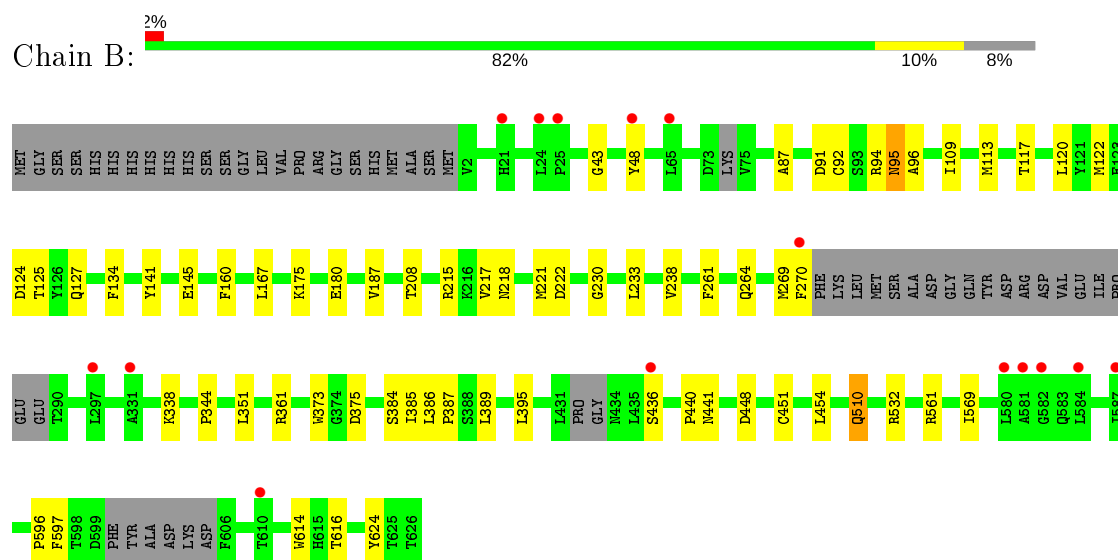 2%
Chain B:
82% 10% 8%
MET GLY SER SER HIS HIS HIS HIS HIS HIS SER SER GLY LEU VAL PRO ARG GLY SER HIS MET ALA SER MET V2 H21 L24 P25 G43 Y48 L65 D73 LYS V75 A87 D91 C92 S93 R94 N95 A96 I109 M113 T117 L120 Y121 M122 E123
D124 T125 Y126 Q127 F134 Y141 E145 F160 L167 K175 E180 V187 T208 R215 K216 V217 N218 M221 D222 G230 L233 V238 F261 Q264 M269 F270 PHE LYS LEU MET SER ALA ASP GLY GLN TYR ASP ARG ASP VAL GLU ILE PRO
GLU GLU T290 L297 A331 K338 P344 L351 R361 W373 G374 D375 S384 I385 L386 P387 S388 L389 L395 L431 PRO GLY N434 L435 S436 P440 N441 D448 C451 L454 Q510 R532 R561 I569 L580 A581 G582 Q583 L584 I587
P596 F597 T598 D599 PHE TYR ALA ASP LYS ASP F606 T610 W614 H615 T616 Y624 T625 T626